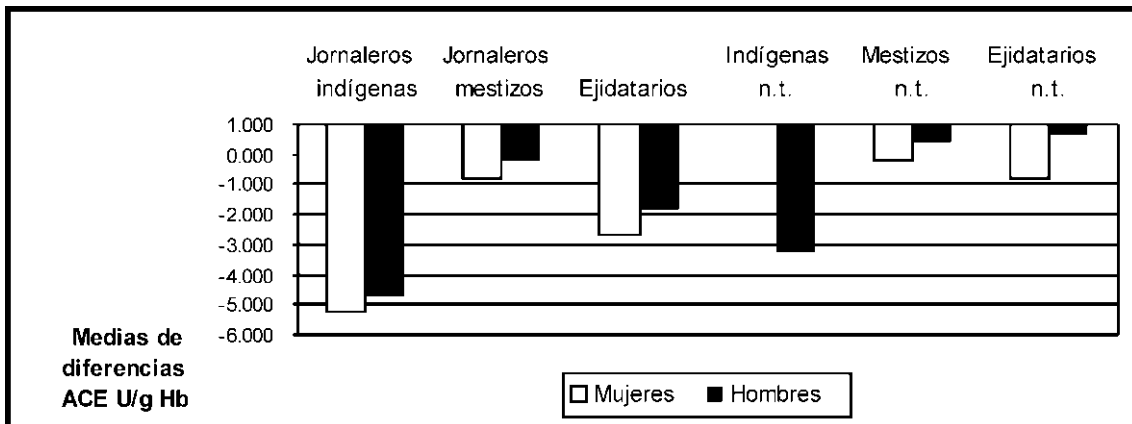 Jornaleros indígenas
Jornaleros mestizos
Ejidatarios
Indígenas n.t.
Mestizos n.t.
Ejidatarios n.t.
1.000
0.000
-1.000
-2.000
-3.000
-4.000
-5.000
-6.000
Medias de
diferencias
ACE U/g Hb
Mujeres Hombres